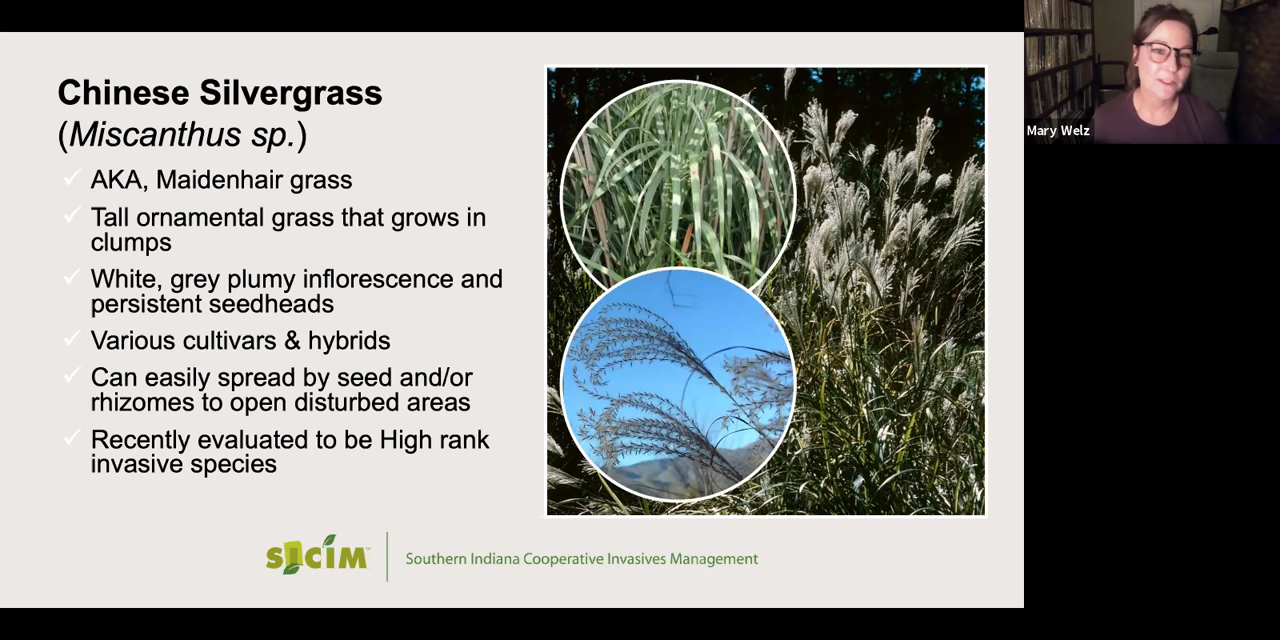 Chinese Silvergrass
(Miscanthus sp.)
AKA, Maidenhair grass
Tall ornamental grass that grows in
clumps
White, grey plumy inflorescence and
persistent seedheads
Various cultivars & hybrids
Can easily spread by seed and/or
rhizomes to open disturbed areas
Recently evaluated to be High rank
invasive species
SICIM™
Southern Indiana Cooperative Invasives Management
Mary Welz